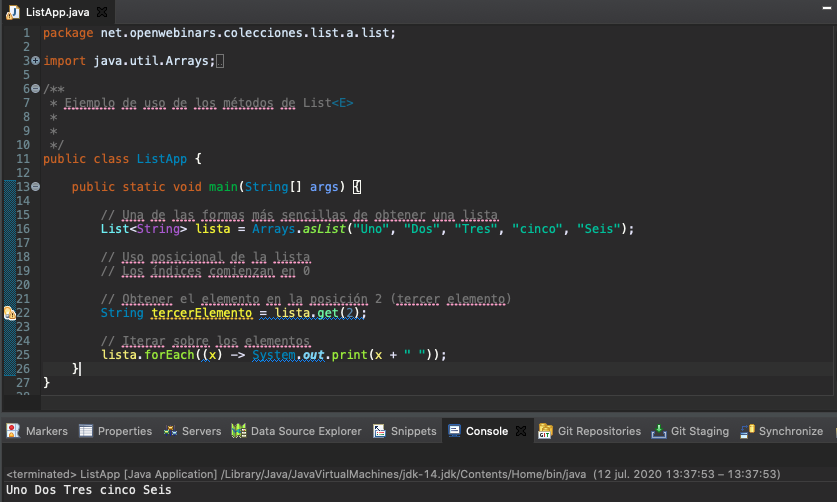 ListApp.java
1 package net.openwebinars.colecciones.list.a.list;
2
3 import java.util.Arrays;
5
6 /**
7 * Ejemplo de uso de los métodos de List<E>
8 *
9 *
10 */
11 public class ListApp {
12
13 public static void main(String[] args) {
14
15 // Una de las formas más sencillas de obtener una lista
16 List<String> lista = Arrays.asList("Uno", "Dos", "Tres", "cinco", "Seis");
17
18 // Uso posicional de la lista
19 // Los índices comienzan en 0
20
21 // Obtener el elemento en la posición 2 (tercer elemento)
22 String tercerElemento = lista.get(2);
23
24 // Iterar sobre los elementos
25 lista.forEach((x) -> System.out.print(x + " "));
26 }
27 }
28
Markers Properties Servers Data Source Explorer Snippets Console Git Repositories Git Staging Synchronize
<terminated> ListApp [Java Application] /Library/Java/JavaVirtualMachines/jdk-14.jdk/Contents/Home/bin/java (12 jul. 2020 13:37:53 – 13:37:53)
Uno Dos Tres cinco Seis